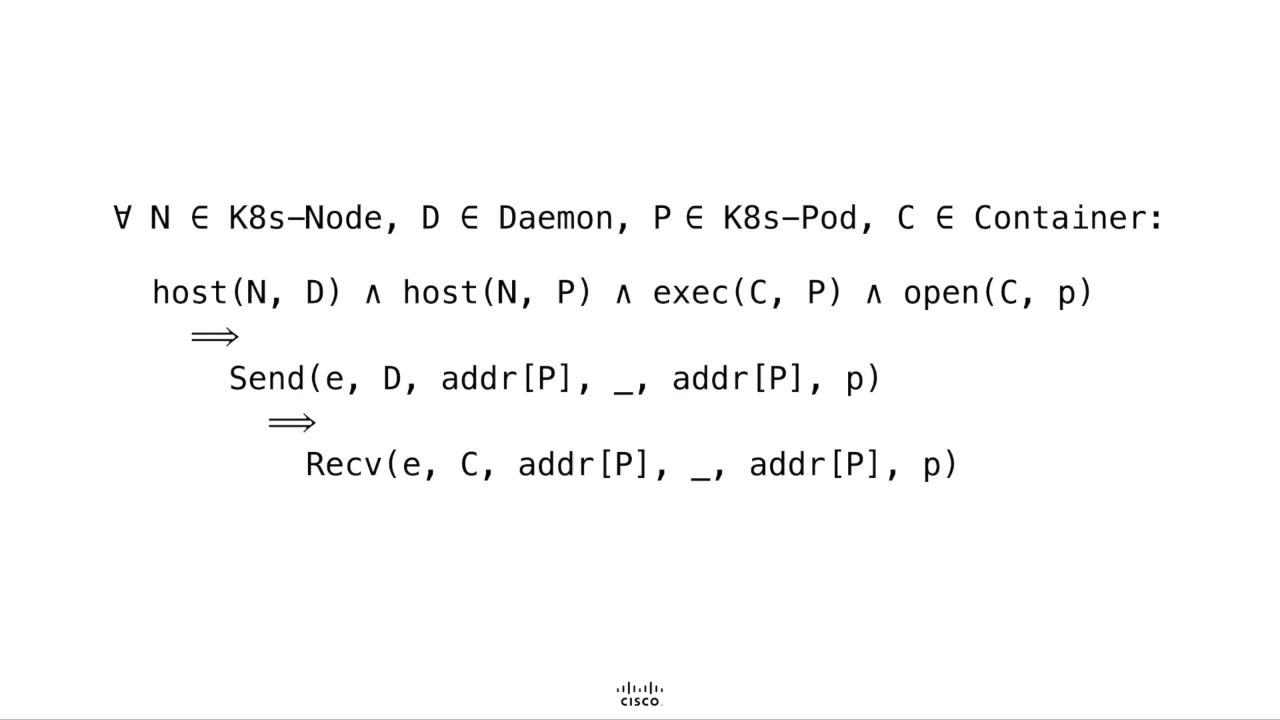 ∀ N ∈ K8s–Node, D ∈ Daemon, P ∈ K8s–Pod, C ∈ Container:
host(N, D) ∧ host(N, P) ∧ exec(C, P) ∧ open(C, p)
⟹
Send(e, D, addr[P], _, addr[P], p)
⟹
Recv(e, C, addr[P], _, addr[P], p)
CISCO